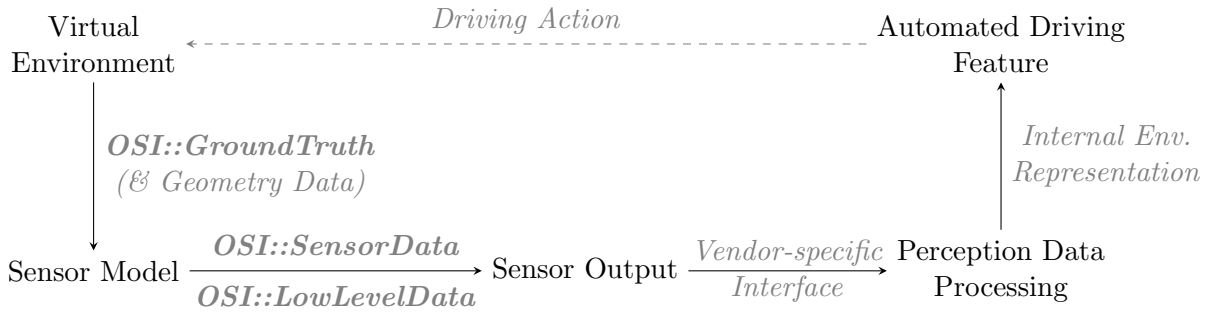 Virtual
Environment
Driving Action
Automated Driving
Feature
OSI::GroundTruth
(& Geometry Data)
Internal Env.
Representation
Sensor Model
OSI::SensorData
OSI::LowLevelData
Sensor Output
Vendor-specific
Interface
Perception Data
Processing